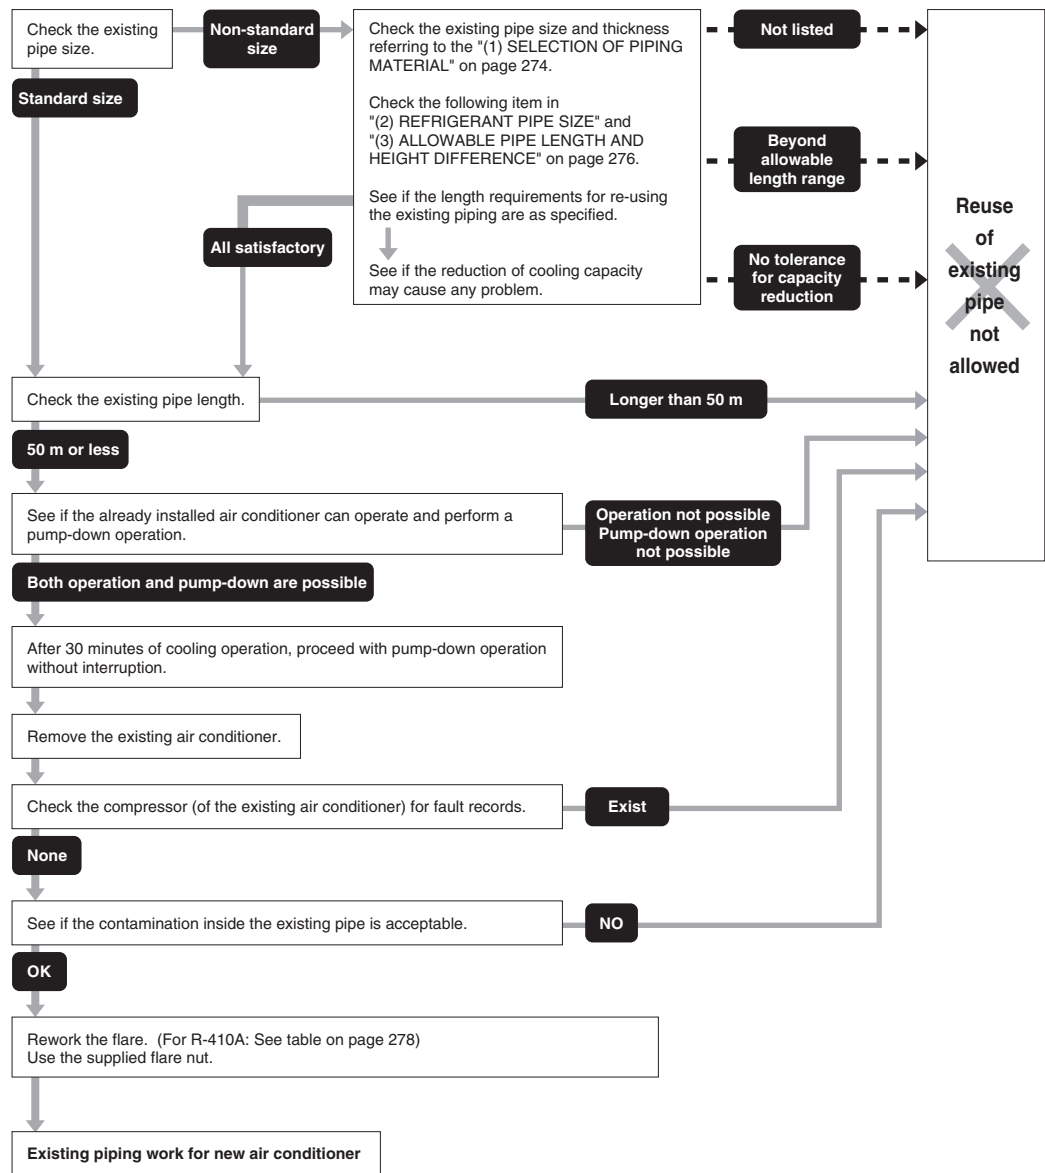 Check the existing
pipe size.
Non-standard
size
Check the existing pipe size and thickness
referring to the "(1) SELECTION OF PIPING
MATERIAL" on page 274.
Check the following item in
"(2) REFRIGERANT PIPE SIZE" and
"(3) ALLOWABLE PIPE LENGTH AND
HEIGHT DIFFERENCE" on page 276.
See if the length requirements for re-using
the existing piping are as specified.
See if the reduction of cooling capacity
may cause any problem.
Not listed
Beyond
allowable
length range
No tolerance
for capacity
reduction
Reuse
of
existing
pipe
not
allowed
Standard size
All satisfactory
Check the existing pipe length.
Longer than 50 m
50 m or less
See if the already installed air conditioner can operate and perform a
pump-down operation.
Operation not possible
Pump-down operation
not possible
Both operation and pump-down are possible
After 30 minutes of cooling operation, proceed with pump-down operation
without interruption.
Remove the existing air conditioner.
Check the compressor (of the existing air conditioner) for fault records.
Exist
None
See if the contamination inside the existing pipe is acceptable.
NO
OK
Rework the flare. (For R-410A: See table on page 278)
Use the supplied flare nut.
Existing piping work for new air conditioner